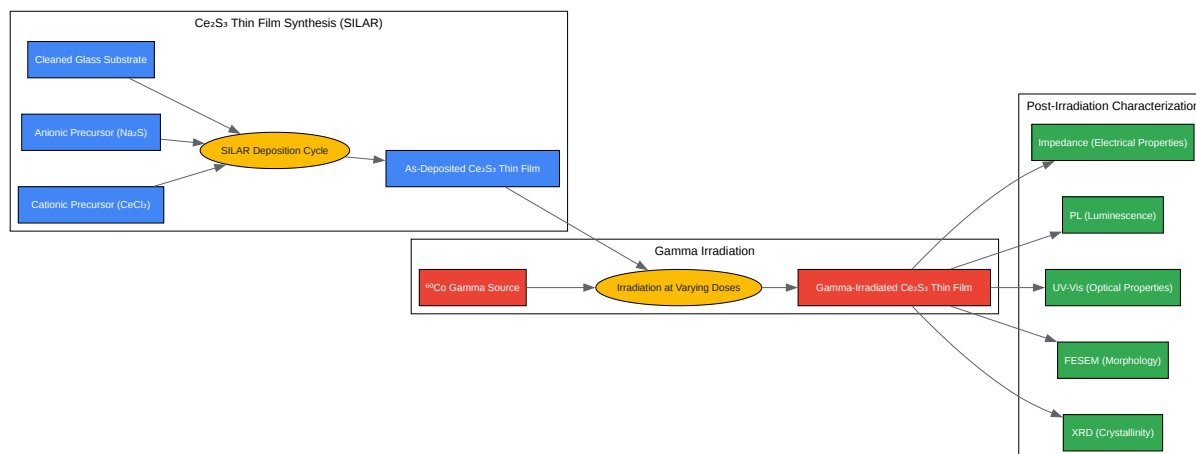 Ce₂S₃ Thin Film Synthesis (SILAR)
Cleaned Glass Substrate
Anionic Precursor (Na₂S)
Cationic Precursor (CeCl₃)
SILAR Deposition Cycle
As-Deposited Ce₂S₃ Thin Film
Gamma Irradiation
⁶⁰Co Gamma Source
Irradiation at Varying Doses
Gamma-Irradiated Ce₂S₃ Thin Film
Post-Irradiation Characterization
Impedance (Electrical Properties)
PL (Luminescence)
UV-Vis (Optical Properties)
FESEM (Morphology)
XRD (Crystallinity)